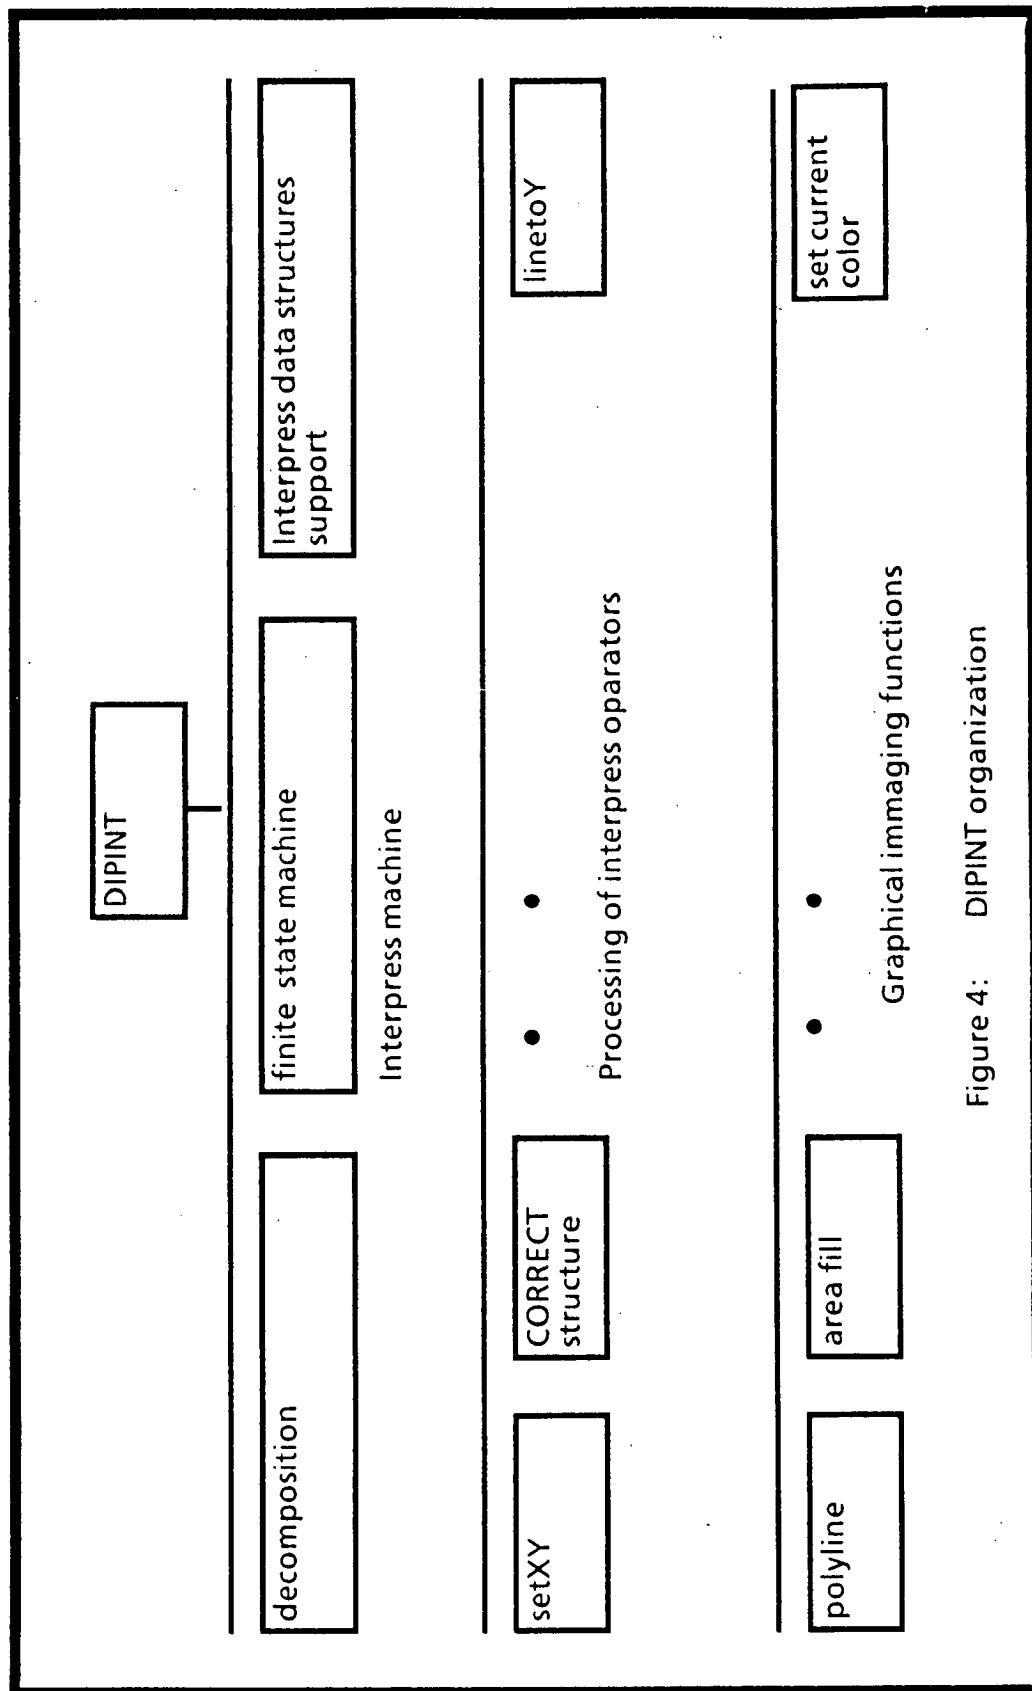 DIPINT
decomposition
finite state machine
Interpress data structures
support
Interpress machine
setXY
CORRECT
structure
linetoY
Processing of interpress oparators
polyline
area fill
set current
color
Graphical immaging functions
Figure 4: DIPINT organization